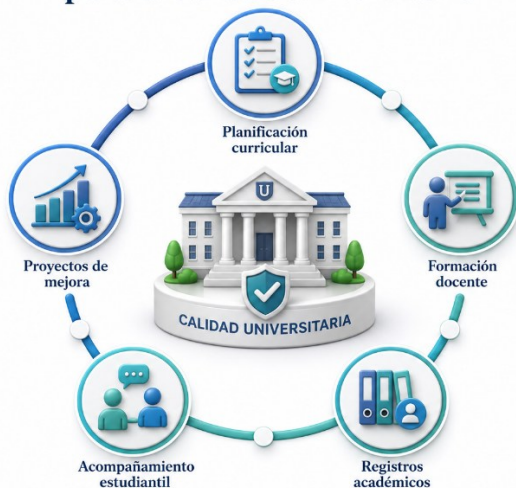 Planificación
curricular
Proyectos de
mejora
Formación
docente
U
CALIDAD UNIVERSITARIA
Acompañamiento
estudiantil
Registros
académicos